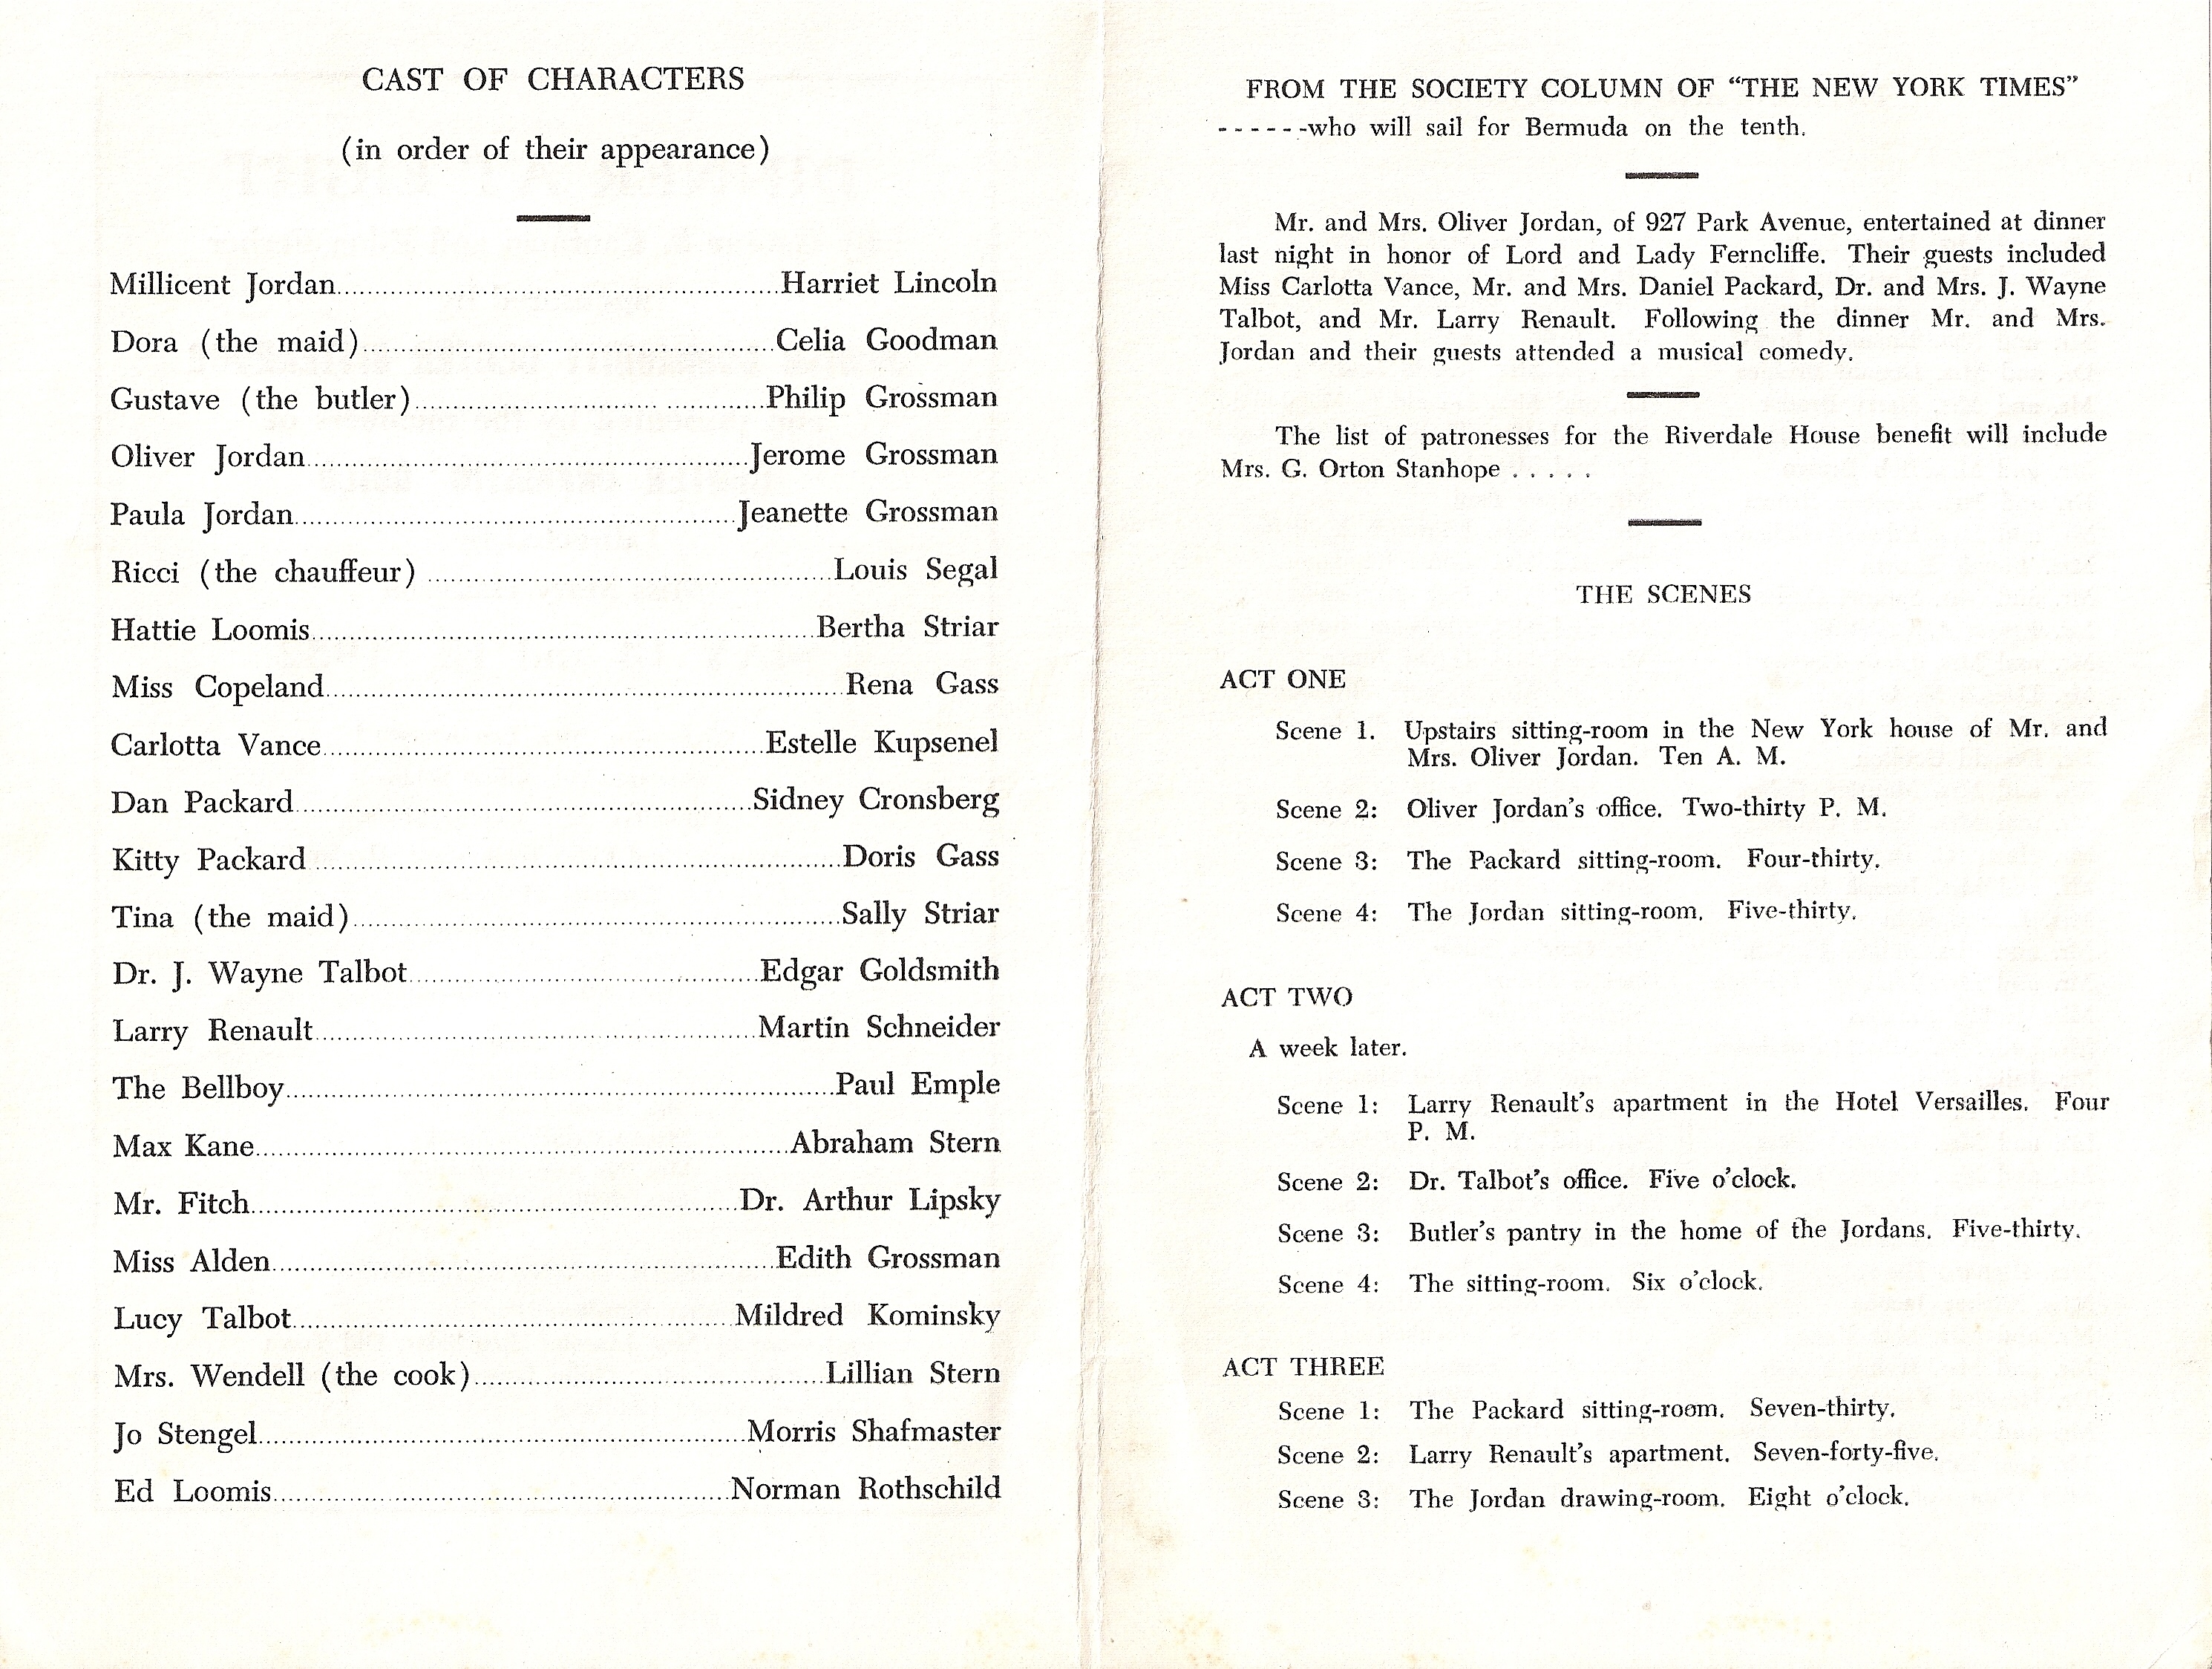 CAST OF CHARACTERS
(in order of their appearance)
Millicent Jordan........................Harriet Lincoln
Dora (the maid)........................Celia Goodman
Gustave (the butler)........................Philip Grossman
Oliver Jordan........................Jerome Grossman
Paula Jordan........................Jeanette Grossman
Ricci (the chauffeur)........................Louis Segal
Hattie Loomis........................Bertha Striar
Miss Copeland........................Rena Gass
Carlotta Vance........................Estelle Kupsenel
Dan Packard........................Sidney Cronsberg
Kitty Packard........................Doris Gass
Tina (the maid)........................Sally Striar
Dr. J. Wayne Talbot........................Edgar Goldsmith
Larry Renault........................Martin Schneider
The Bellboy........................Paul Emple
Max Kane........................Abraham Stern
Mr. Fitch........................Dr. Arthur Lipsky
Miss Alden........................Edith Grossman
Lucy Talbot........................Mildred Kominsky
Mrs. Wendell (the cook)........................Lillian Stern
Jo Stengel........................Morris Shafmaster
Ed Loomis........................Norman Rothschild
FROM THE SOCIETY COLUMN OF “THE NEW YORK TIMES”
- - - - - -who will sail for Bermuda on the tenth.
Mr. and Mrs. Oliver Jordan, of 927 Park Avenue, entertained at dinner
last night in honor of Lord and Lady Ferncliffe. Their guests included
Miss Carlotta Vance, Mr. and Mrs. Daniel Packard, Dr. and Mrs. J. Wayne
Talbot, and Mr. Larry Renault. Following the dinner Mr. and Mrs.
Jordan and their guests attended a musical comedy.
The list of patronesses for the Riverdale House benefit will include
Mrs. G. Orton Stanhope . . . . .
THE SCENES
ACT ONE
Scene 1. Upstairs sitting-room in the New York house of Mr. and
Mrs. Oliver Jordan. Ten A. M.
Scene 2: Oliver Jordan’s office. Two-thirty P. M.
Scene 3: The Packard sitting-room. Four-thirty.
Scene 4: The Jordan sitting-room. Five-thirty.
ACT TWO
A week later.
Scene 1: Larry Renault’s apartment in the Hotel Versailles. Four
P. M.
Scene 2: Dr. Talbot’s office. Five o’clock.
Scene 3: Butler’s pantry in the home of the Jordans. Five-thirty.
Scene 4: The sitting-room. Six o’clock.
ACT THREE
Scene 1: The Packard sitting-room. Seven-thirty.
Scene 2: Larry Renault’s apartment. Seven-forty-five.
Scene 3: The Jordan drawing-room. Eight o’clock.